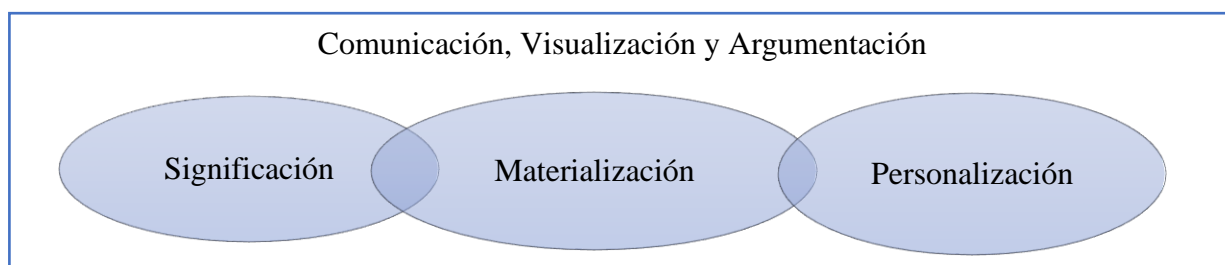 Comunicación, Visualización y Argumentación
Significación
Materialización
Personalización